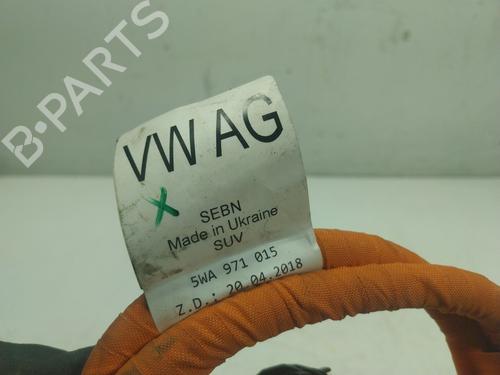 B-PARTS
VW AG
X
SEBN
Made in Ukraine
SUV
5WA 971 015
Z.D.: 20.04.2018